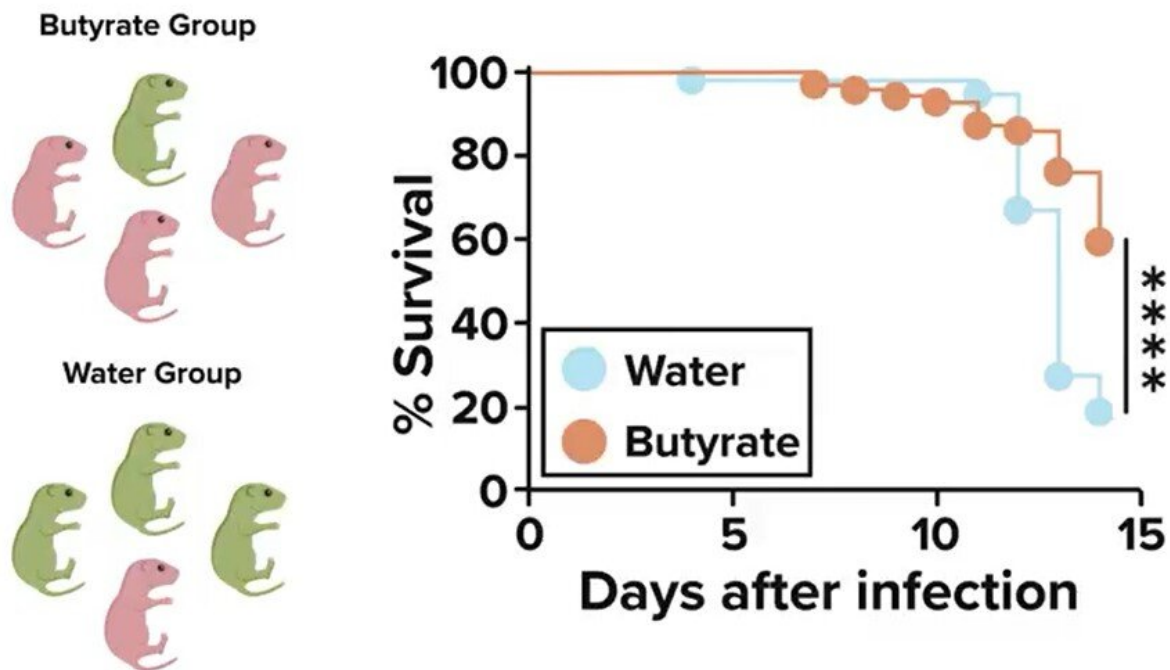 Butyrate Group
Water Group
100
80
60
40
20
0
% Survival
Water
Butyrate
****
0 5 10 15
Days after infection